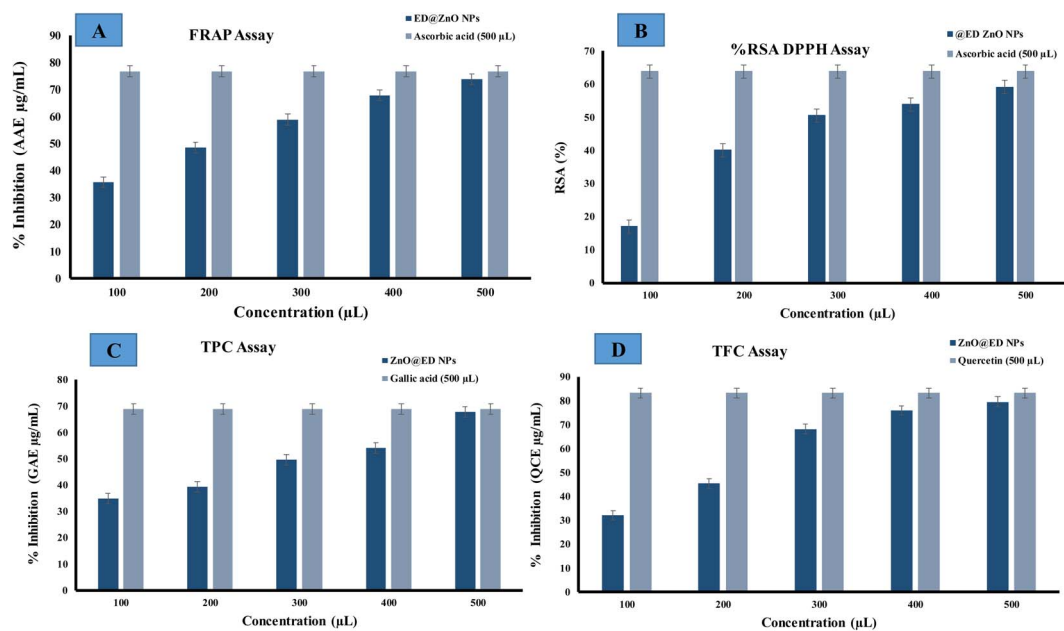 A
FRAP Assay
ED@ZnO NPs
Ascorbic acid (500 µL)
% Inhibition (AAE µg/mL)
90
80
70
60
50
40
30
20
10
0
100 200 300 400 500
Concentration (µL)
B
%RSA DPPH Assay
@ED ZnO NPs
Ascorbic acid (500 µL)
RSA (%)
70
60
50
40
30
20
10
0
100 200 300 400 500
Concentration (µL)
C
TPC Assay
ZnO@ED NPs
Gallic acid (500 µL)
% Inhibition (GAE µg/mL)
80
70
60
50
40
30
20
10
0
100 200 300 400 500
Concentration (µL)
D
TFC Assay
ZnO@ED NPs
Quercetin (500 µL)
% Inhibition (QCE µg/mL)
90
80
70
60
50
40
30
20
10
0
100 200 300 400 500
Concentration (µL)